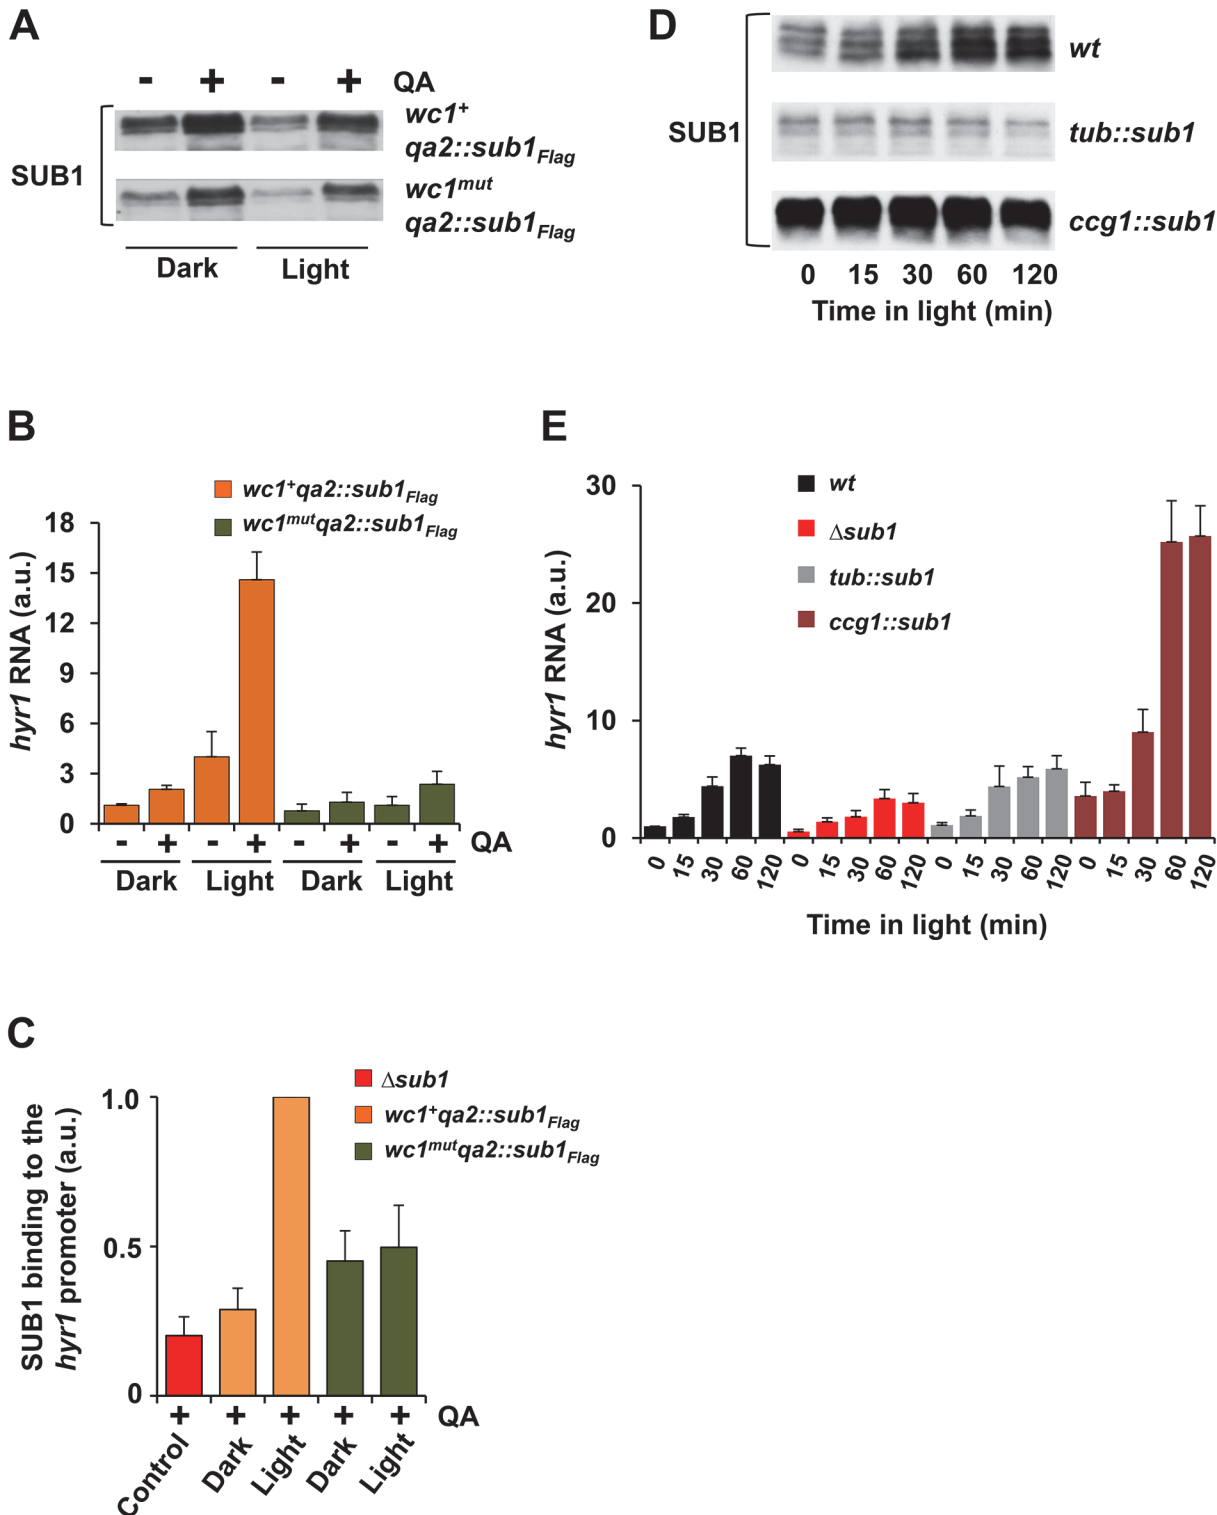 A
- + - + QA
wc1+
qa2::sub1Flag
SUB1
wc1mut
qa2::sub1Flag
Dark Light
D
wt
SUB1
tub::sub1
ccg1::sub1
0 15 30 60 120
Time in light (min)
B
wc1+qa2::sub1Flag
wc1mutqa2::sub1Flag
hyr1 RNA (a.u.)
18
15
12
9
6
3
0
- + - + - + - + QA
Dark Light Dark Light
E
wt
Δsub1
tub::sub1
ccg1::sub1
hyr1 RNA (a.u.)
30
20
10
0
0 15 30 60 120 0 15 30 60 120 0 15 30 60 120 0 15 30 60 120
Time in light (min)
C
Δsub1
wc1+qa2::sub1Flag
wc1mutqa2::sub1Flag
SUB1 binding to the
hyr1 promoter (a.u.)
1.0
0.5
0
+ + + + + QA
Control Dark Light Dark Light